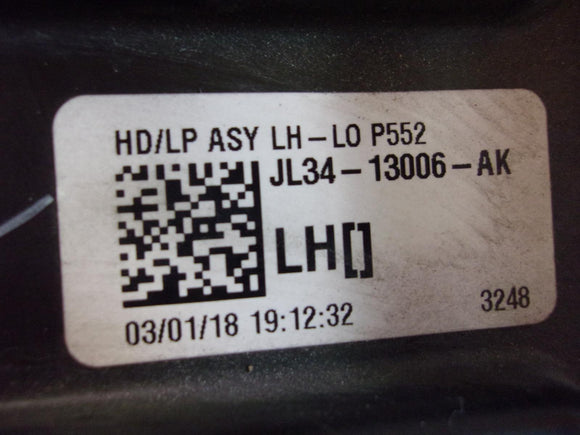 HD/LP ASY LH-LO P552
JL34-13006-AK
LH[]
03/01/18 19:12:32
3248